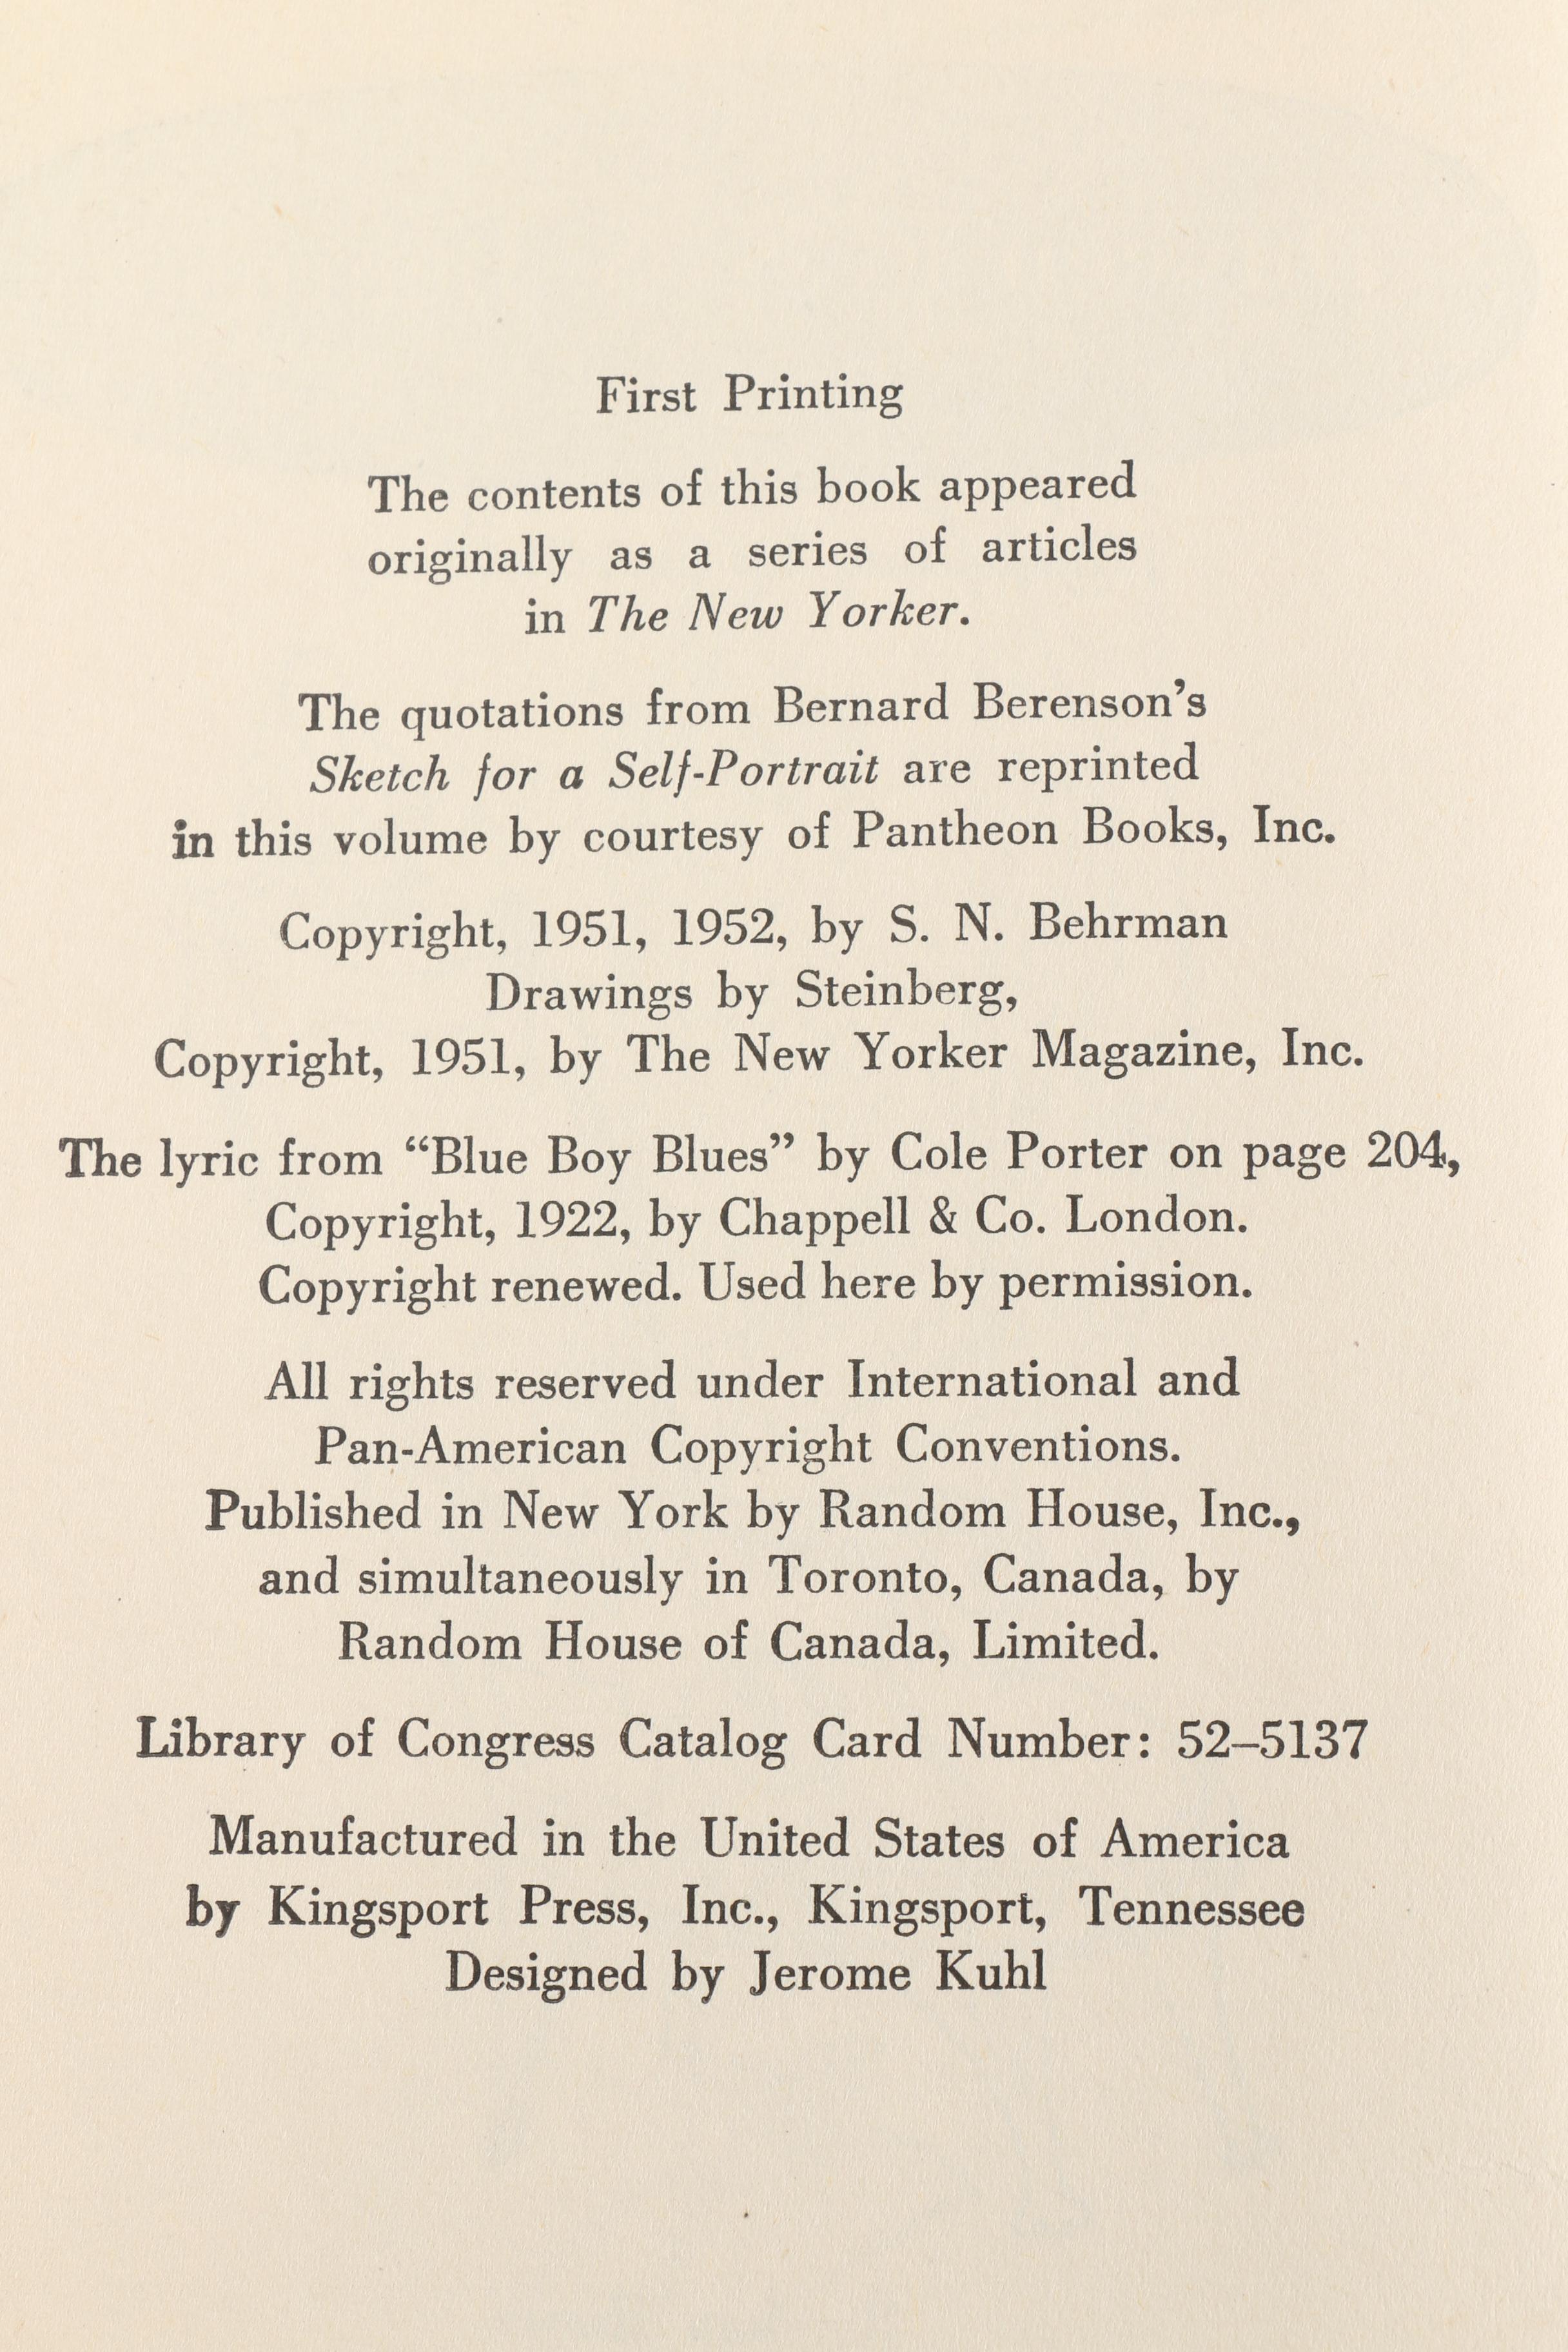 First Printing
The contents of this book appeared
originally as a series of articles
in The New Yorker.
The quotations from Bernard Berenson's
Sketch for a Self-Portrait are reprinted
in this volume by courtesy of Pantheon Books, Inc.
Copyright, 1951, 1952, by S. N. Behrman
Drawings by Steinberg,
Copyright, 1951, by The New Yorker Magazine, Inc.
The lyric from “Blue Boy Blues” by Cole Porter on page 204,
Copyright, 1922, by Chappell & Co. London.
Copyright renewed. Used here by permission.
All rights reserved under International and
Pan-American Copyright Conventions.
Published in New York by Random House, Inc.,
and simultaneously in Toronto, Canada, by
Random House of Canada, Limited.
Library of Congress Catalog Card Number: 52–5137
Manufactured in the United States of America
by Kingsport Press, Inc., Kingsport, Tennessee
Designed by Jerome Kuhl